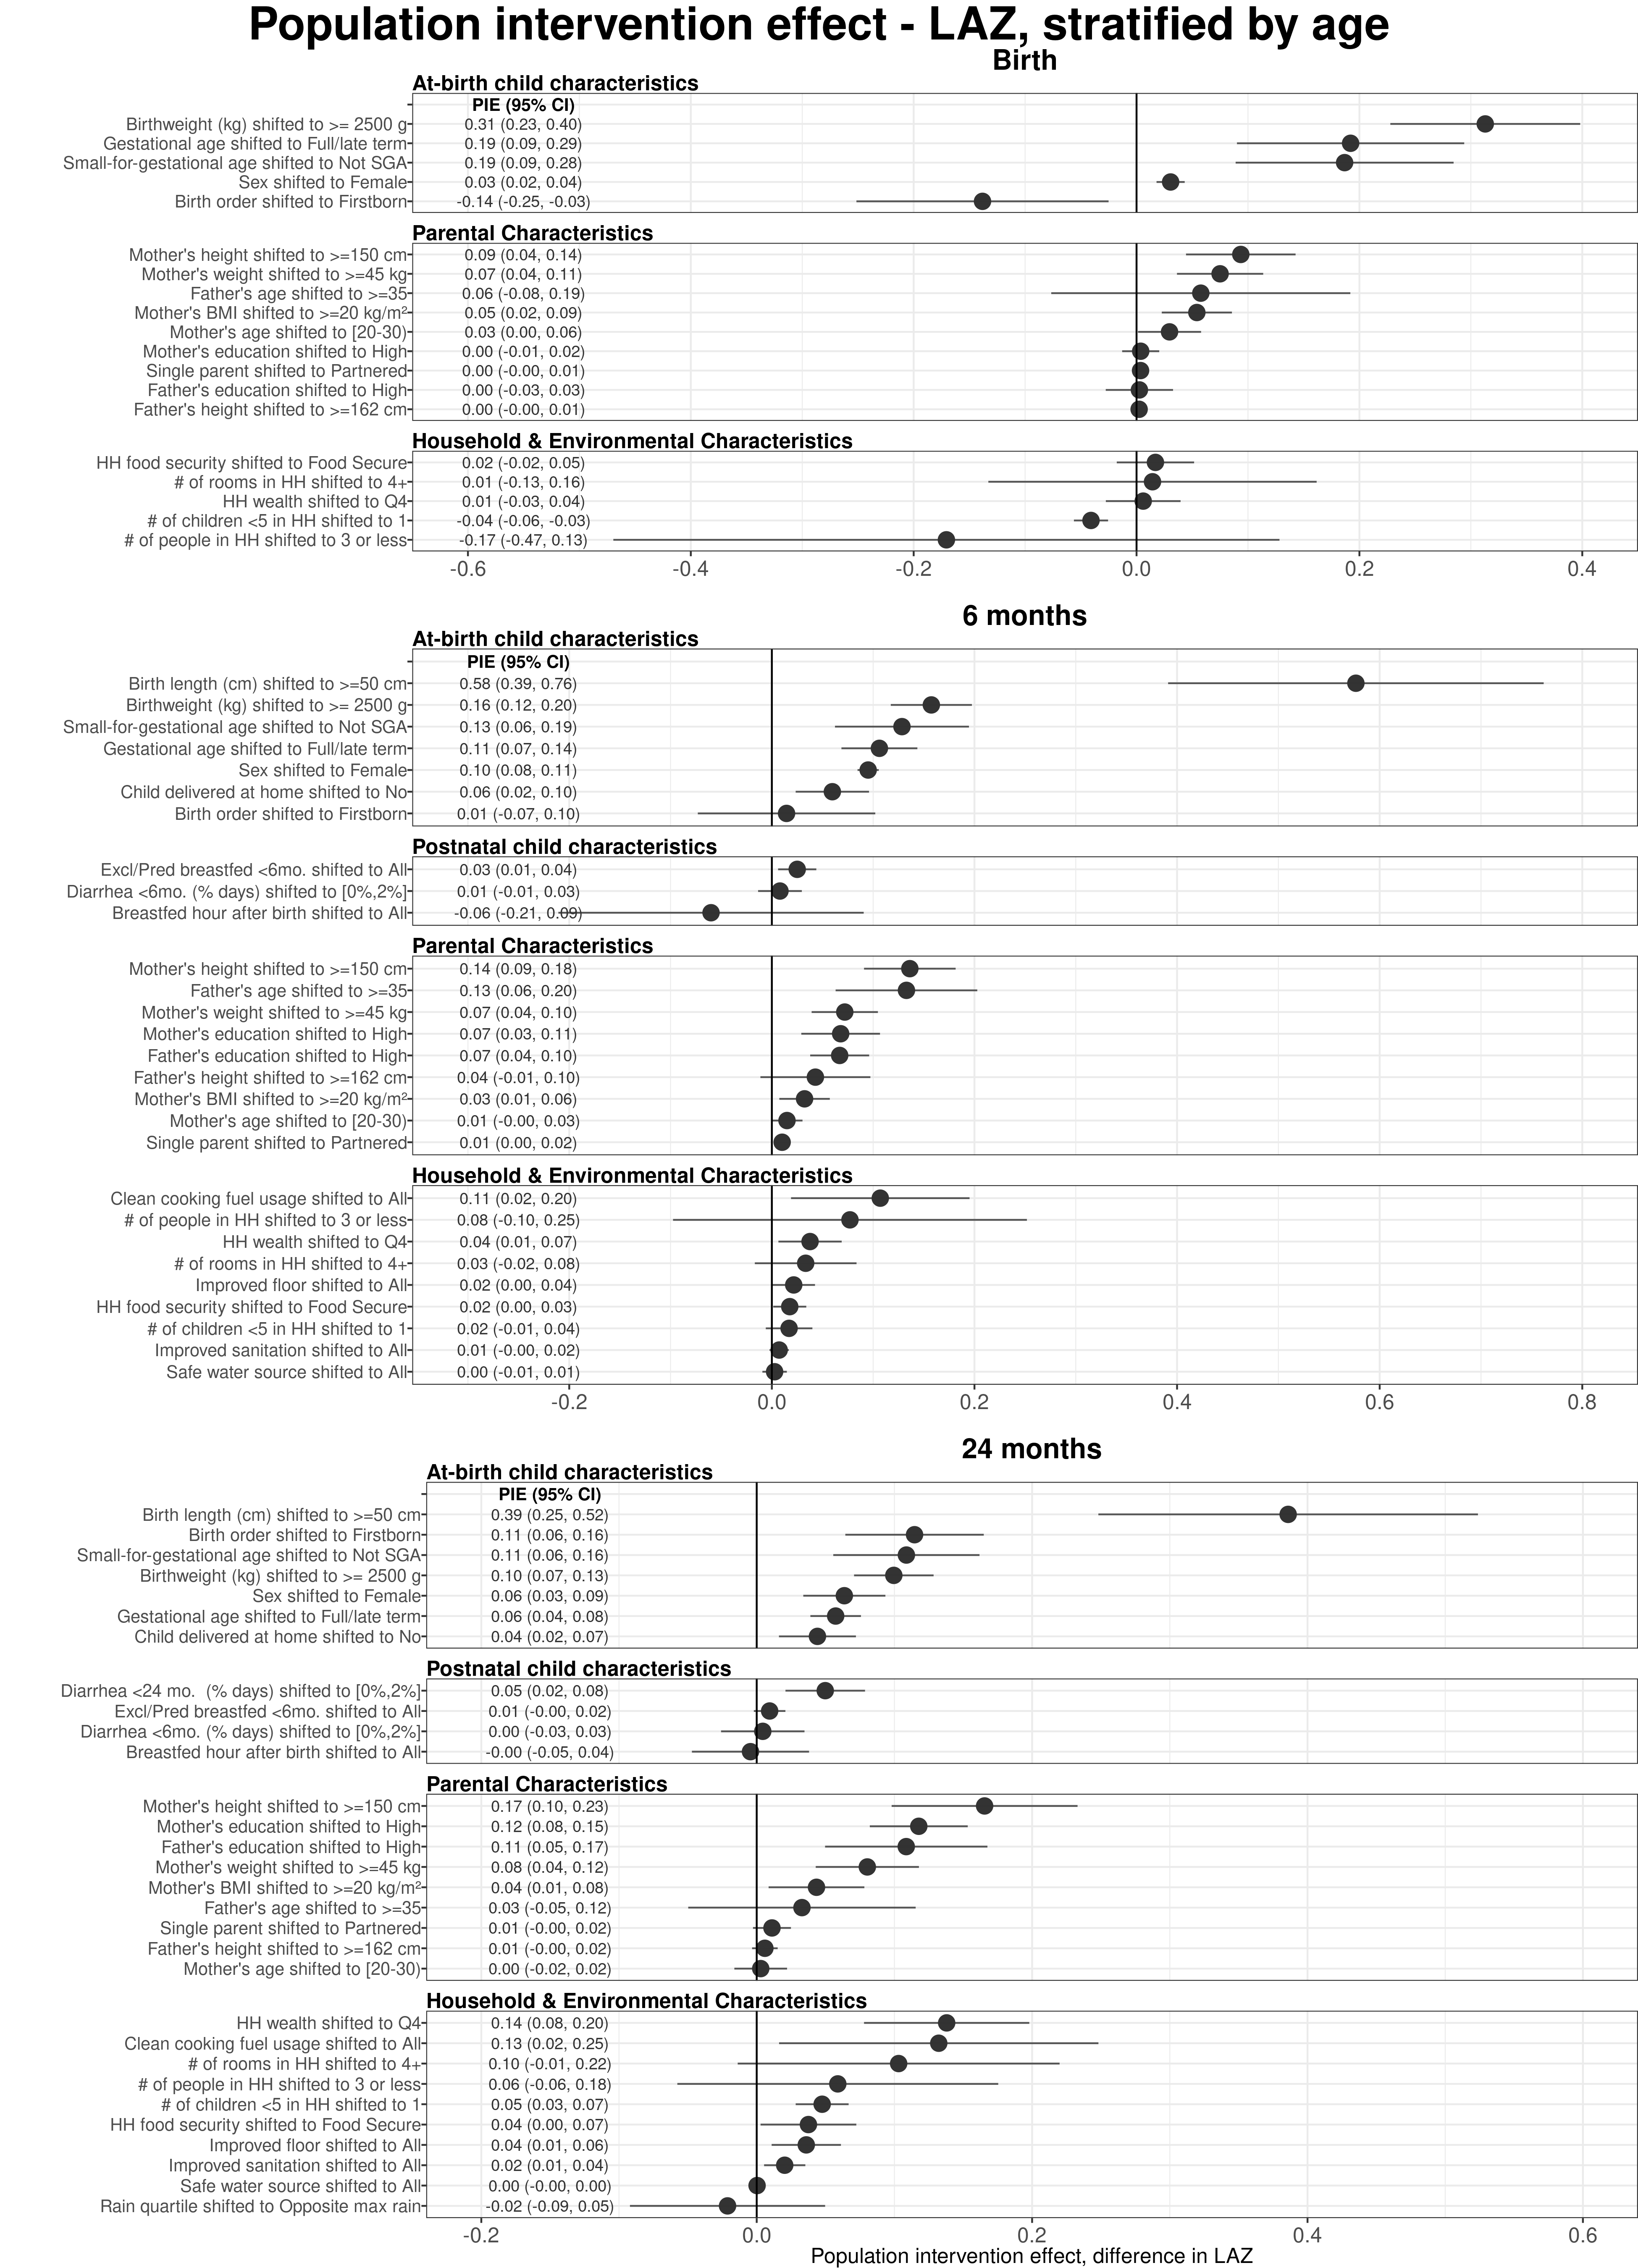 Population intervention effect - LAZ, stratified by age
Birth
At-birth child characteristics
PIE (95% CI)
Birthweight (kg) shifted to >= 2500 g 0.31 (0.23, 0.40)
Gestational age shifted to Full/late term 0.19 (0.09, 0.29)
Small-for-gestational age shifted to Not SGA 0.19 (0.09, 0.28)
Sex shifted to Female 0.03 (0.02, 0.04)
Birth order shifted to Firstborn -0.14 (-0.25, -0.03)
Parental Characteristics
Mother's height shifted to >=150 cm 0.09 (0.04, 0.14)
Mother's weight shifted to >=45 kg 0.07 (0.04, 0.11)
Father's age shifted to >=35 0.06 (-0.08, 0.19)
Mother's BMI shifted to >=20 kg/m² 0.05 (0.02, 0.09)
Mother's age shifted to [20-30) 0.03 (0.00, 0.06)
Mother's education shifted to High 0.00 (-0.01, 0.02)
Single parent shifted to Partnered 0.00 (-0.00, 0.01)
Father's education shifted to High 0.00 (-0.03, 0.03)
Father's height shifted to >=162 cm 0.00 (-0.00, 0.01)
Household & Environmental Characteristics
HH food security shifted to Food Secure 0.02 (-0.02, 0.05)
# of rooms in HH shifted to 4+ 0.01 (-0.13, 0.16)
HH wealth shifted to Q4 0.01 (-0.03, 0.04)
# of children <5 in HH shifted to 1 -0.04 (-0.06, -0.03)
# of people in HH shifted to 3 or less -0.17 (-0.47, 0.13)
-0.6 -0.4 -0.2 0.0 0.2 0.4
6 months
At-birth child characteristics
PIE (95% CI)
Birth length (cm) shifted to >=50 cm 0.58 (0.39, 0.76)
Birthweight (kg) shifted to >= 2500 g 0.16 (0.12, 0.20)
Small-for-gestational age shifted to Not SGA 0.13 (0.06, 0.19)
Gestational age shifted to Full/late term 0.11 (0.07, 0.14)
Sex shifted to Female 0.10 (0.08, 0.11)
Child delivered at home shifted to No 0.06 (0.02, 0.10)
Birth order shifted to Firstborn 0.01 (-0.07, 0.10)
Postnatal child characteristics
Excl/Pred breastfed <6mo. shifted to All 0.03 (0.01, 0.04)
Diarrhea <6mo. (% days) shifted to [0%,2%] 0.01 (-0.01, 0.03)
Breastfed hour after birth shifted to All -0.06 (-0.21, 0.09)
Parental Characteristics
Mother's height shifted to >=150 cm 0.14 (0.09, 0.18)
Father's age shifted to >=35 0.13 (0.06, 0.20)
Mother's weight shifted to >=45 kg 0.07 (0.04, 0.10)
Mother's education shifted to High 0.07 (0.03, 0.11)
Father's education shifted to High 0.07 (0.04, 0.10)
Father's height shifted to >=162 cm 0.04 (-0.01, 0.10)
Mother's BMI shifted to >=20 kg/m² 0.03 (0.01, 0.06)
Mother's age shifted to [20-30) 0.01 (-0.00, 0.03)
Single parent shifted to Partnered 0.01 (0.00, 0.02)
Household & Environmental Characteristics
Clean cooking fuel usage shifted to All 0.11 (0.02, 0.20)
# of people in HH shifted to 3 or less 0.08 (-0.10, 0.25)
HH wealth shifted to Q4 0.04 (0.01, 0.07)
# of rooms in HH shifted to 4+ 0.03 (-0.02, 0.08)
Improved floor shifted to All 0.02 (0.00, 0.04)
HH food security shifted to Food Secure 0.02 (0.00, 0.03)
# of children <5 in HH shifted to 1 0.02 (-0.01, 0.04)
Improved sanitation shifted to All 0.01 (-0.00, 0.02)
Safe water source shifted to All 0.00 (-0.01, 0.01)
-0.2 0.0 0.2 0.4 0.6 0.8
24 months
At-birth child characteristics
PIE (95% CI)
Birth length (cm) shifted to >=50 cm 0.39 (0.25, 0.52)
Birth order shifted to Firstborn 0.11 (0.06, 0.16)
Small-for-gestational age shifted to Not SGA 0.11 (0.06, 0.16)
Birthweight (kg) shifted to >= 2500 g 0.10 (0.07, 0.13)
Sex shifted to Female 0.06 (0.03, 0.09)
Gestational age shifted to Full/late term 0.06 (0.04, 0.08)
Child delivered at home shifted to No 0.04 (0.02, 0.07)
Postnatal child characteristics
Diarrhea <24 mo. (% days) shifted to [0%,2%] 0.05 (0.02, 0.08)
Excl/Pred breastfed <6mo. shifted to All 0.01 (-0.00, 0.02)
Diarrhea <6mo. (% days) shifted to [0%,2%] 0.00 (-0.03, 0.03)
Breastfed hour after birth shifted to All -0.00 (-0.05, 0.04)
Parental Characteristics
Mother's height shifted to >=150 cm 0.17 (0.10, 0.23)
Mother's education shifted to High 0.12 (0.08, 0.15)
Father's education shifted to High 0.11 (0.05, 0.17)
Mother's weight shifted to >=45 kg 0.08 (0.04, 0.12)
Mother's BMI shifted to >=20 kg/m² 0.04 (0.01, 0.08)
Father's age shifted to >=35 0.03 (-0.05, 0.12)
Single parent shifted to Partnered 0.01 (-0.00, 0.02)
Father's height shifted to >=162 cm 0.01 (-0.00, 0.02)
Mother's age shifted to [20-30) 0.00 (-0.02, 0.02)
Household & Environmental Characteristics
HH wealth shifted to Q4 0.14 (0.08, 0.20)
Clean cooking fuel usage shifted to All 0.13 (0.02, 0.25)
# of rooms in HH shifted to 4+ 0.10 (-0.01, 0.22)
# of people in HH shifted to 3 or less 0.06 (-0.06, 0.18)
# of children <5 in HH shifted to 1 0.05 (0.03, 0.07)
HH food security shifted to Food Secure 0.04 (0.00, 0.07)
Improved floor shifted to All 0.04 (0.01, 0.06)
Improved sanitation shifted to All 0.02 (0.01, 0.04)
Safe water source shifted to All 0.00 (-0.00, 0.00)
Rain quartile shifted to Opposite max rain -0.02 (-0.09, 0.05)
-0.2 0.0 0.2 0.4 0.6
Population intervention effect, difference in LAZ